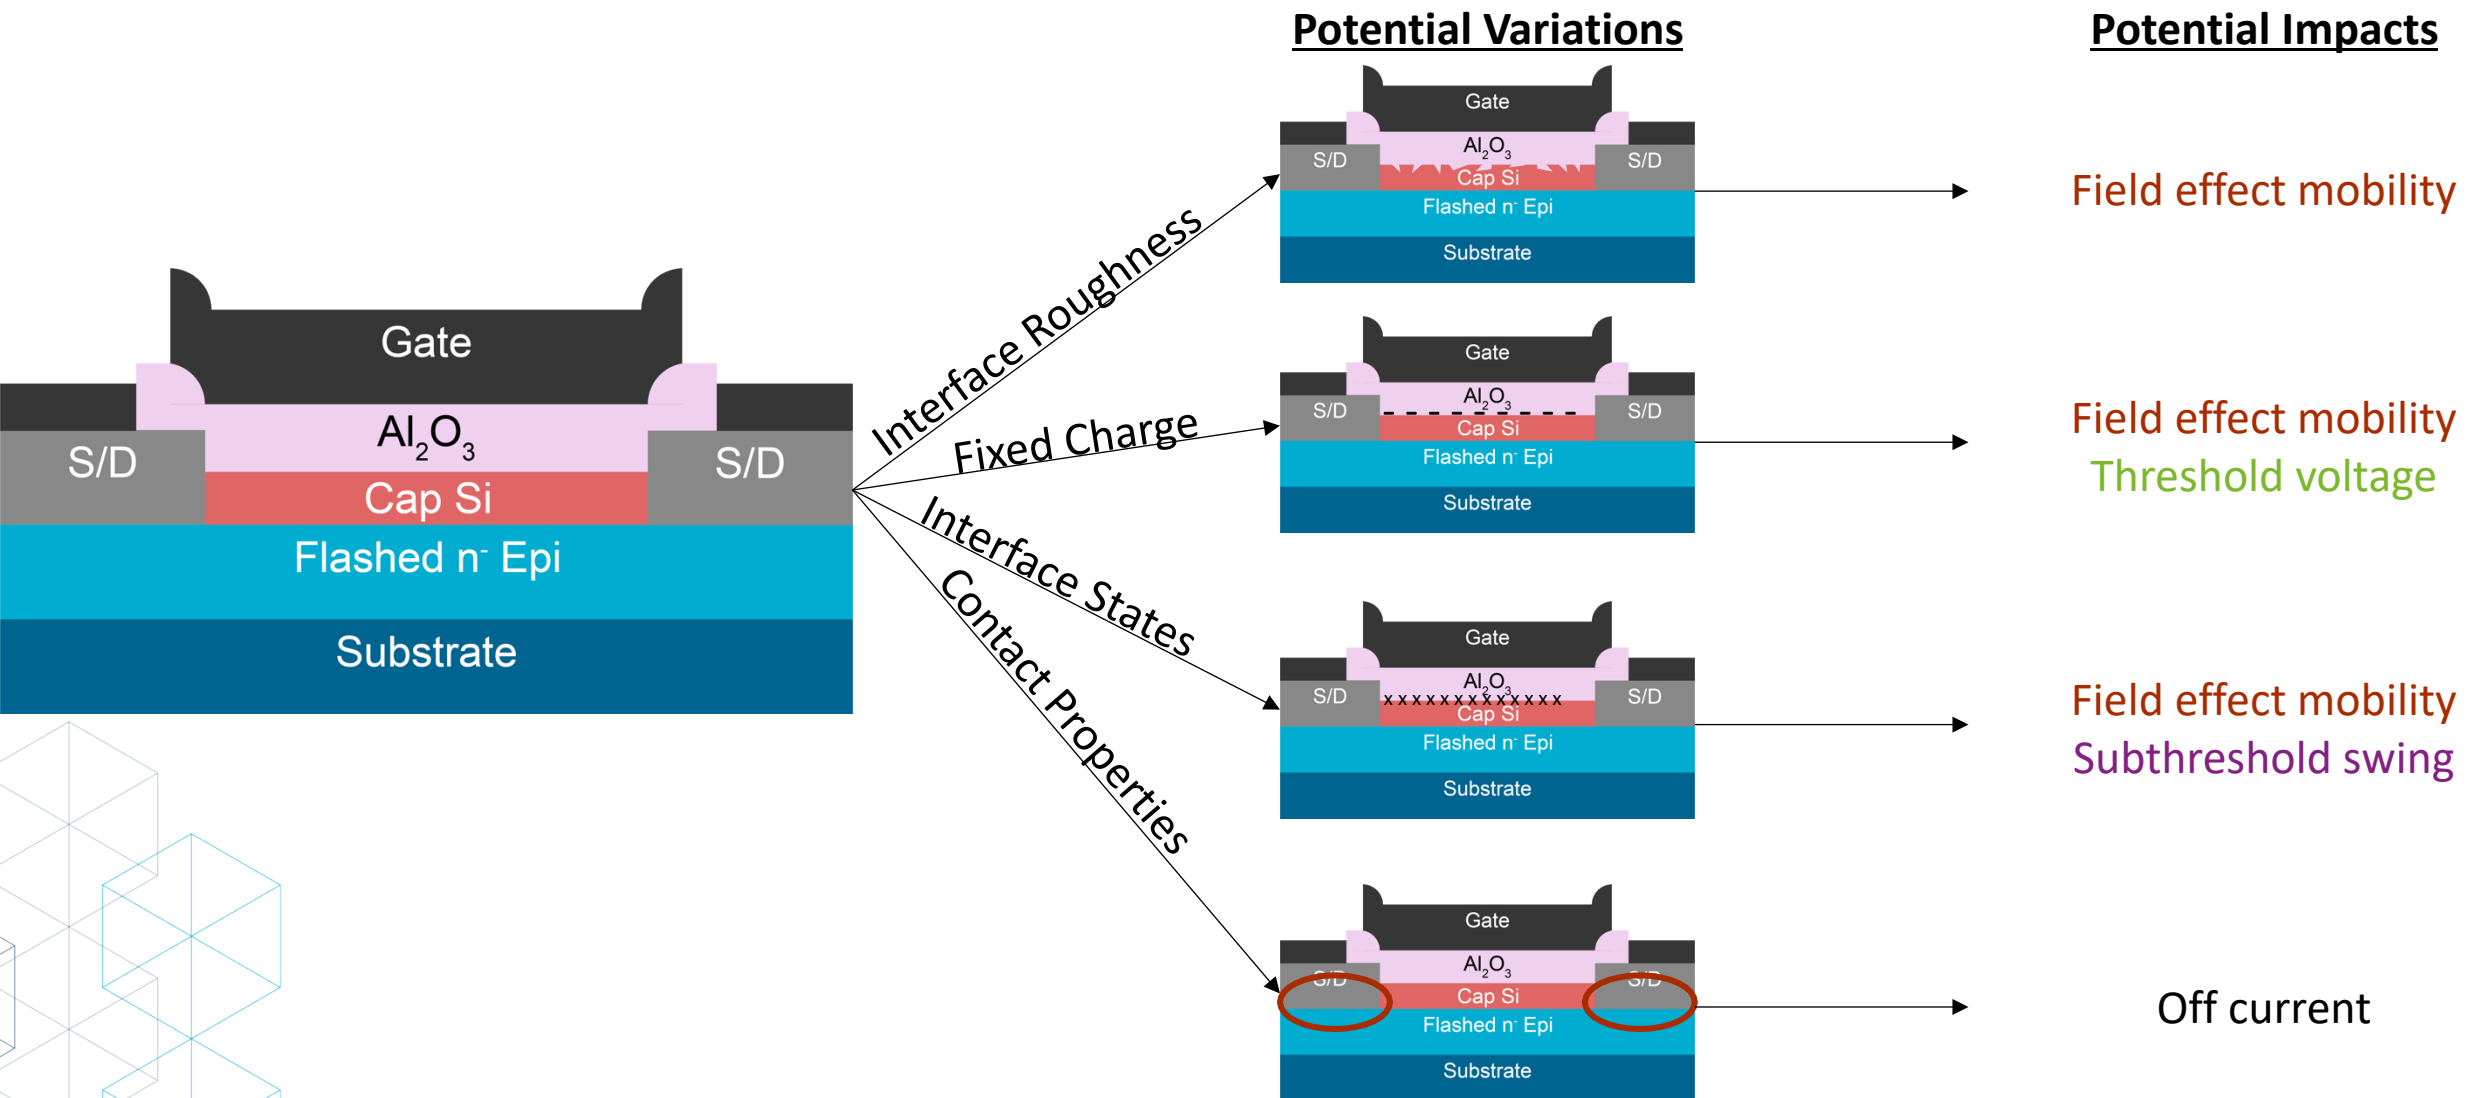 Potential Variations
Potential Impacts
Gate
Al₂O₃
S/D
S/D
Cap Si
Flashed n⁻ Epi
Substrate
Interface Roughness
Fixed Charge
Interface States
Contact Properties
Gate
Al₂O₃
S/D
S/D
Cap Si
Flashed n⁻ Epi
Substrate
Field effect mobility
Gate
Al₂O₃
S/D
S/D
Cap Si
Flashed n⁻ Epi
Substrate
Field effect mobility
Threshold voltage
Gate
Al₂O₃
S/D
S/D
x x x x x x x x x x x x x
Cap Si
Flashed n⁻ Epi
Substrate
Field effect mobility
Subthreshold swing
Gate
Al₂O₃
S/D
S/D
Cap Si
Flashed n⁻ Epi
Substrate
Off current